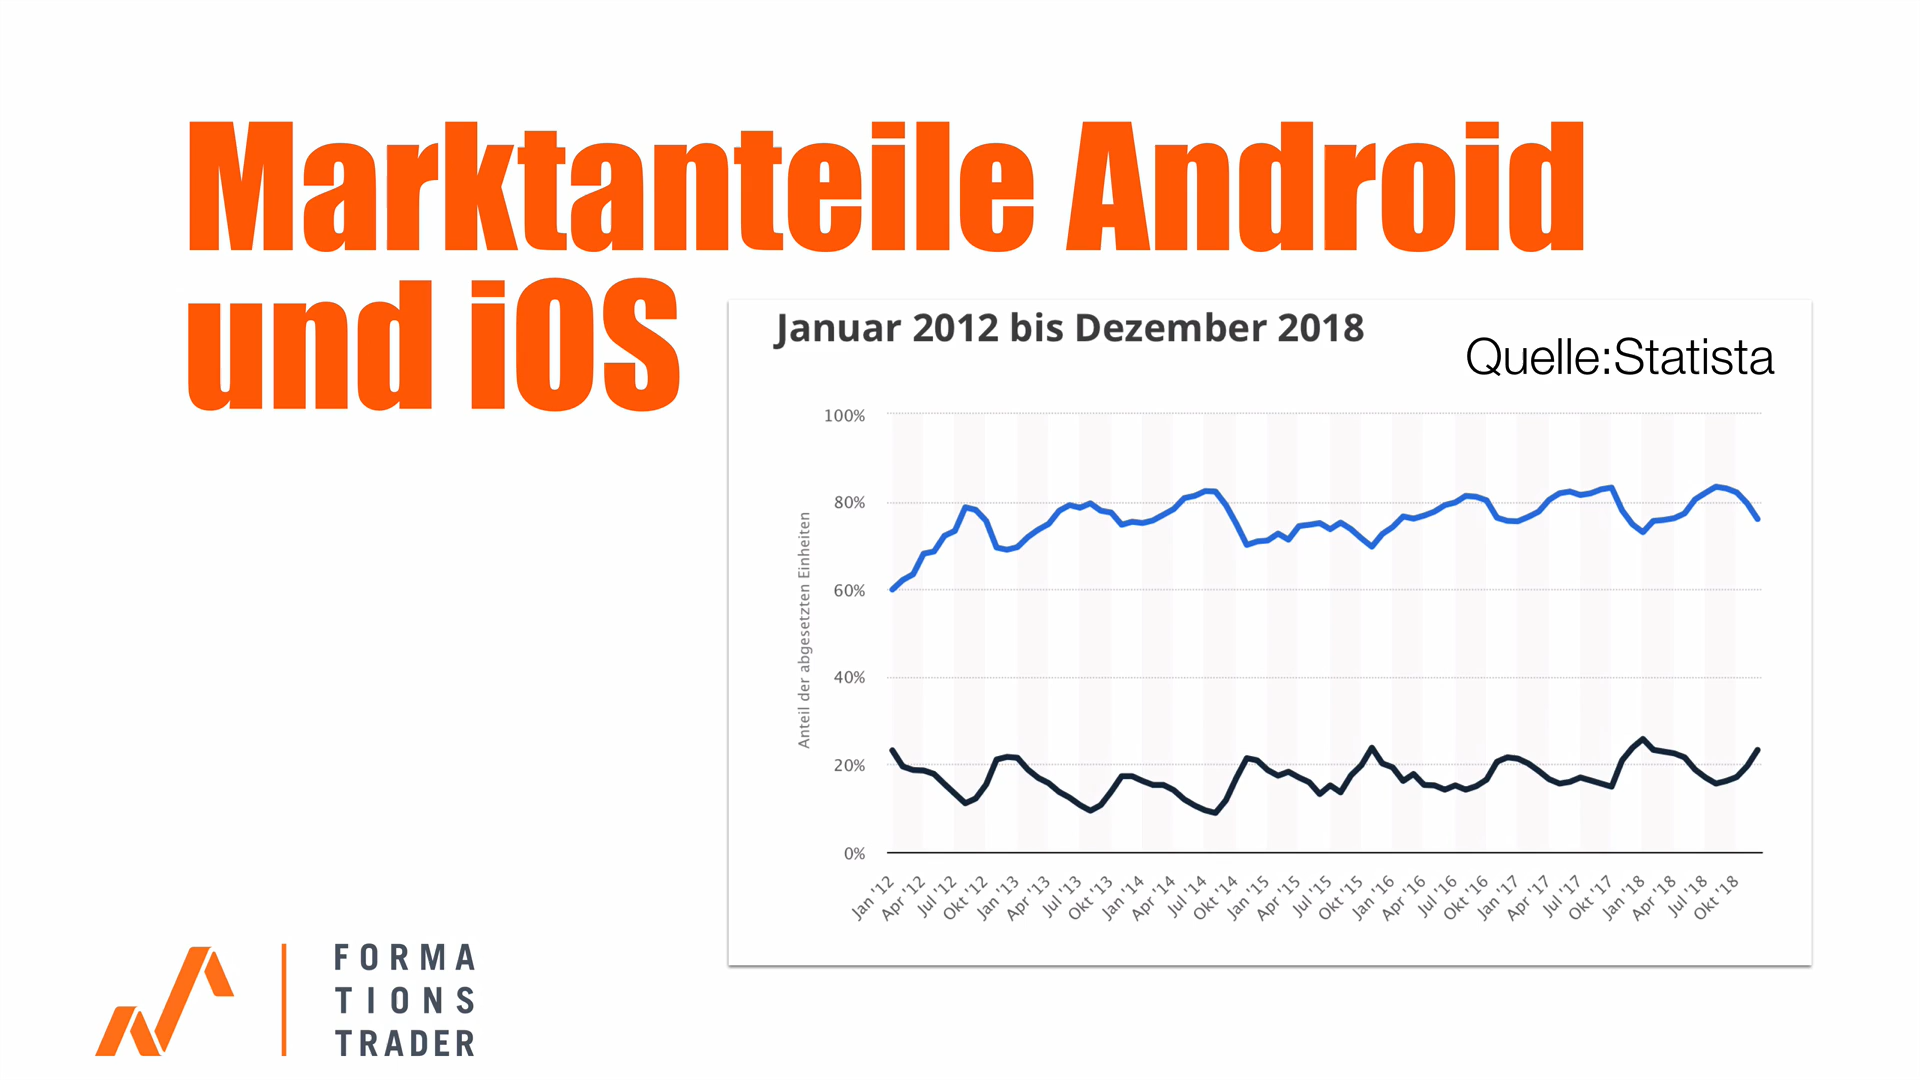 Marktanteile Android
und iOS
Januar 2012 bis Dezember 2018
Quelle:Statista
100%
80%
60%
40%
20%
0%
Anteil der abgesetzten Einheiten
Jan '12
Apr '12
Jul '12
Okt '12
Jan '13
Apr '13
Jul '13
Okt '13
Jan '14
Apr '14
Jul '14
Okt '14
Jan '15
Apr '15
Jul '15
Okt '15
Jan '16
Apr '16
Jul '16
Okt '16
Jan '17
Apr '17
Jul '17
Okt '17
Jan '18
Apr '18
Jul '18
Okt '18
FORMA
TIONS
TRADER